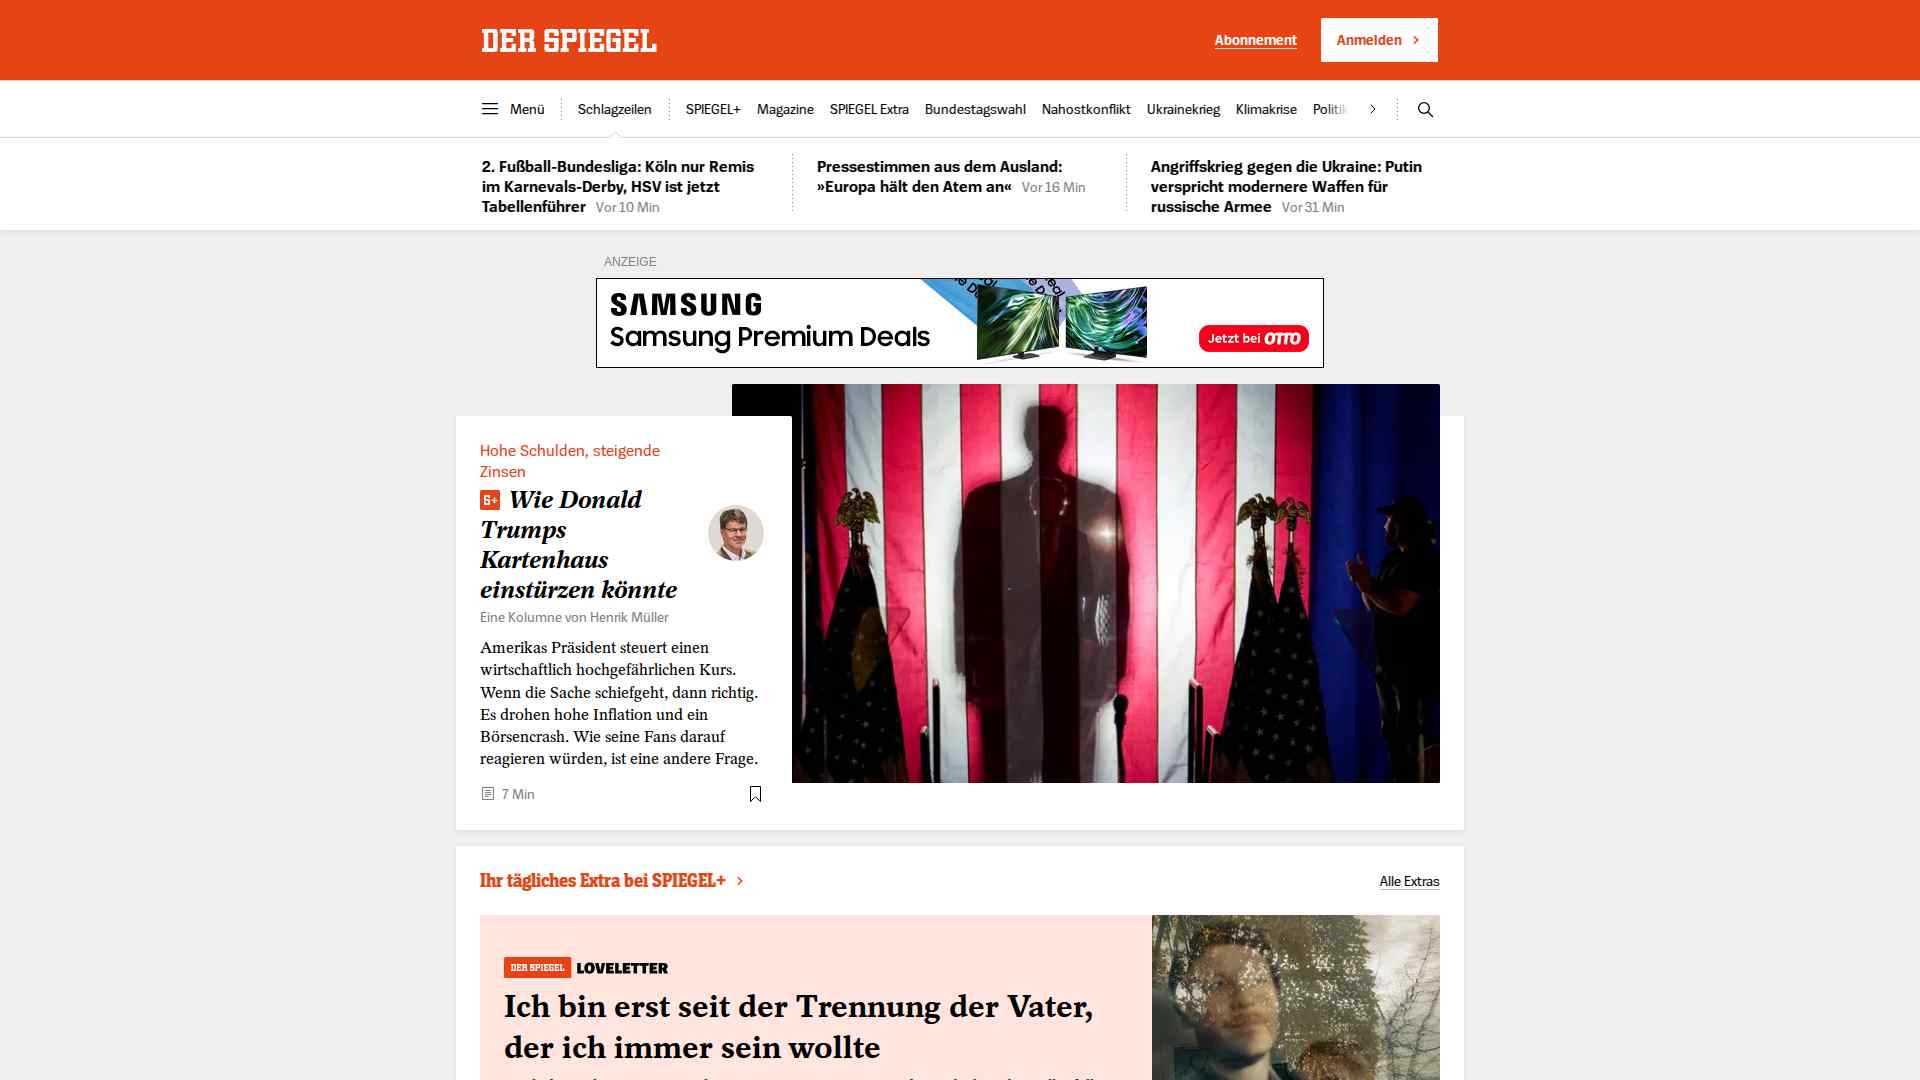 DER SPIEGEL
Abonnement
Anmelden
Menü
Schlagzeilen
SPIEGEL+
Magazine
SPIEGEL Extra
Bundestagswahl
Nahostkonflikt
Ukrainekrieg
Klimakrise
Politik
2. Fußball-Bundesliga: Köln nur Remis
im Karnevals-Derby, HSV ist jetzt
Tabellenführer Vor 10 Min
Pressestimmen aus dem Ausland:
»Europa hält den Atem an« Vor 16 Min
Angriffskrieg gegen die Ukraine: Putin
verspricht modernere Waffen für
russische Armee Vor 31 Min
ANZEIGE
SAMSUNG
Samsung Premium Deals
Jetzt bei OTTO
Hohe Schulden, steigende
Zinsen
S+ Wie Donald
Trumps
Kartenhaus
einstürzen könnte
Eine Kolumne von Henrik Müller
Amerikas Präsident steuert einen
wirtschaftlich hochgefährlichen Kurs.
Wenn die Sache schiefgeht, dann richtig.
Es drohen hohe Inflation und ein
Börsencrash. Wie seine Fans darauf
reagieren würden, ist eine andere Frage.
7 Min
Ihr tägliches Extra bei SPIEGEL+
Alle Extras
DER SPIEGEL LOVELETTER
Ich bin erst seit der Trennung der Vater,
der ich immer sein wollte